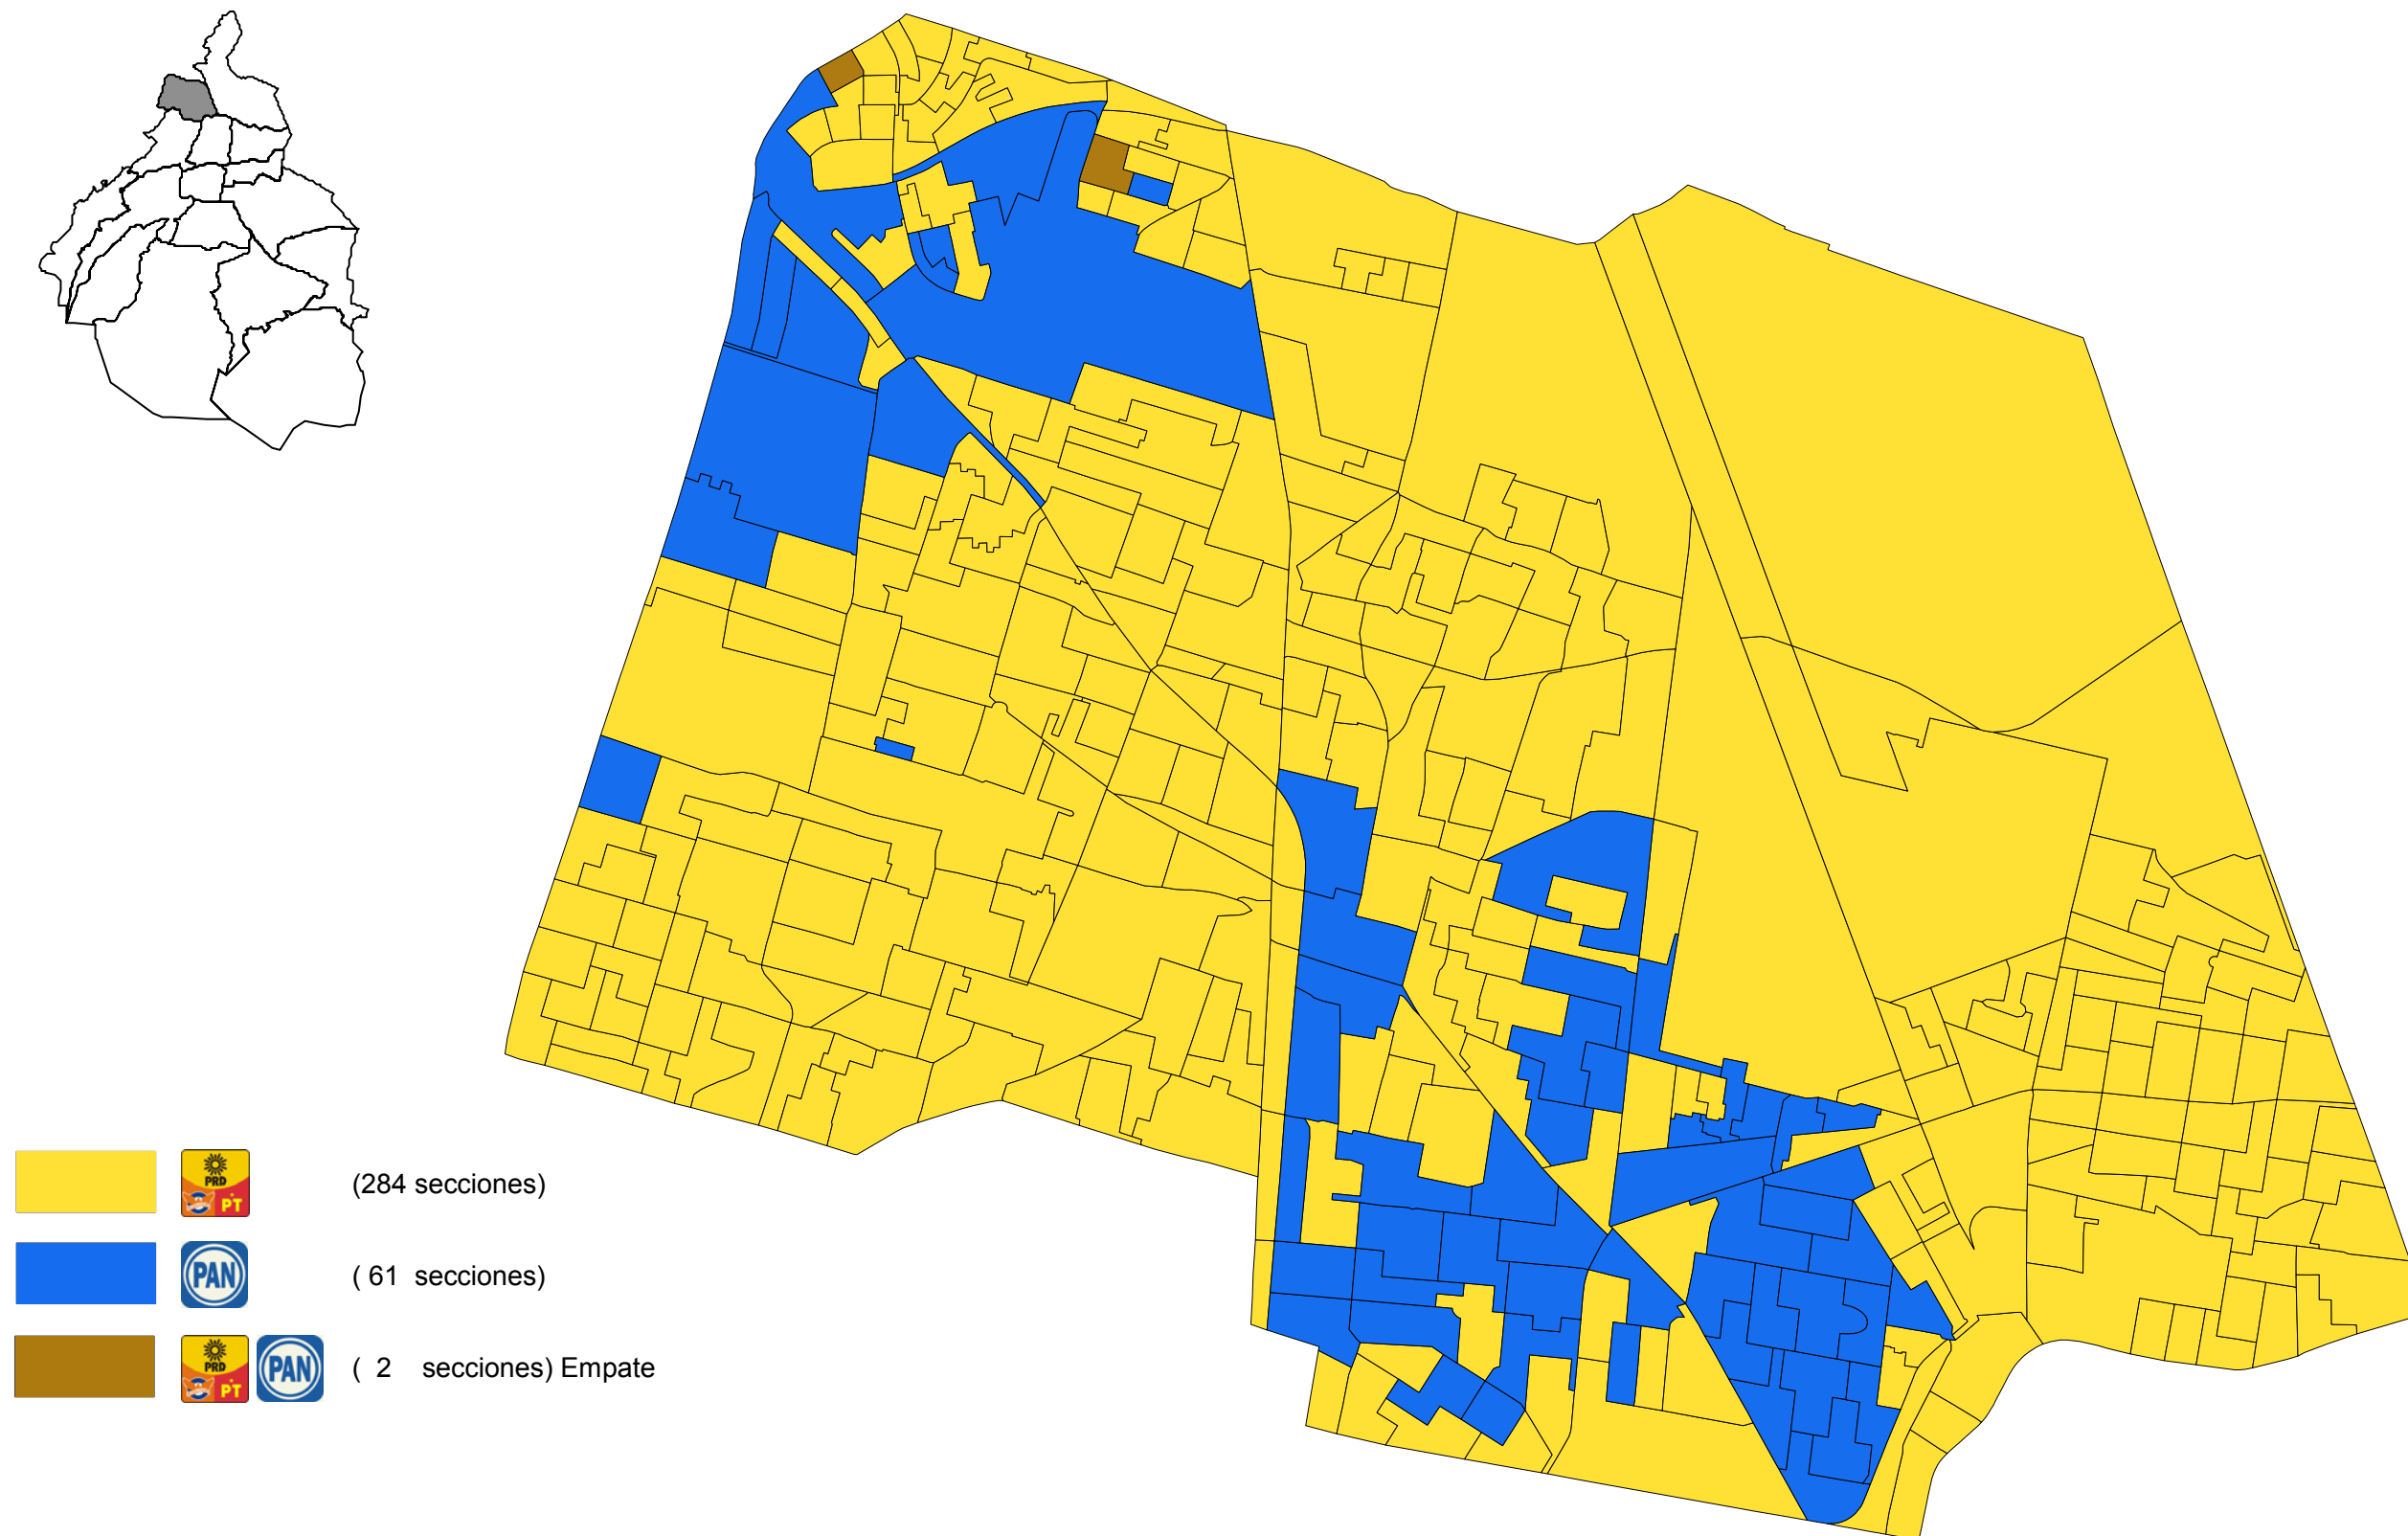 PRD
PT
(284 secciones)
PAN
( 61 secciones)
PRD
PT
PAN
( 2 secciones) Empate